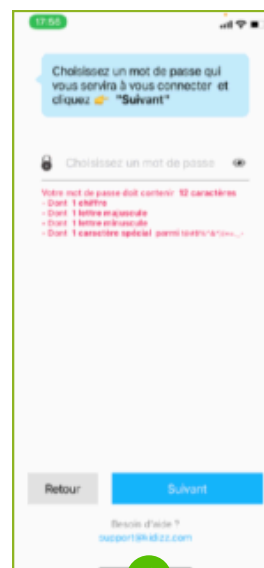 17:56
Choisissez un mot de passe qui
vous servira à vous connecter et
cliquez 👉 "Suivant"
Choisissez un mot de passe
Votre mot de passe doit contenir 12 caractères
- Dont 1 chiffre
- Dont 1 lettre majuscule
- Dont 1 lettre minuscule
- Dont 1 caractère spécial parmi
Retour
Suivant
Besoin d'aide ?
support@kidizz.com